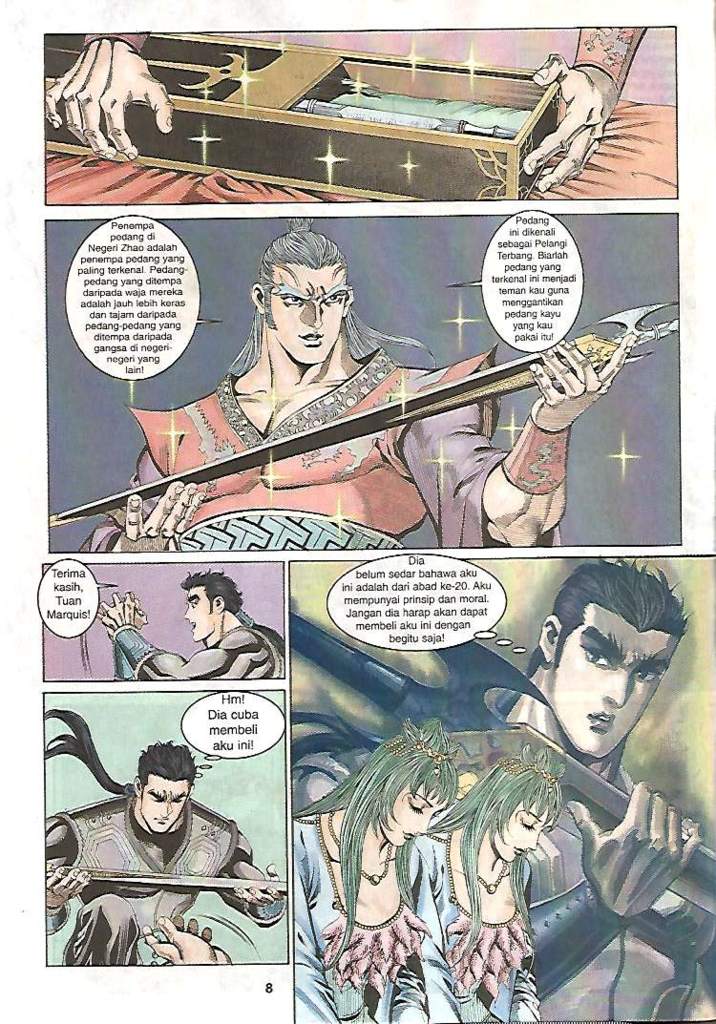 Penempa
pedang di
Negeri Zhao adalah
penempa pedang yang
paling terkenal. Pedang-
pedang yang ditempa
daripada waja mereka
adalah jauh lebih keras
dan tajam daripada
pedang-pedang yang
ditempa daripada
gangsa di negeri-
negeri yang
lain!
Pedang
ini dikenali
sebagai Pelangi
Terbang. Biarlah
pedang yang
terkenal ini menjadi
teman kau guna
menggantikan
pedang kayu
yang kau
pakai itu!
Terima
kasih,
Tuan
Marquis!
Hm!
Dia cuba
membeli
aku ini!
Dia
belum sedar bahawa aku
ini adalah dari abad ke-20. Aku
mempunyai prinsip dan moral.
Jangan dia harap akan dapat
membeli aku ini dengan
begitu saja!
8